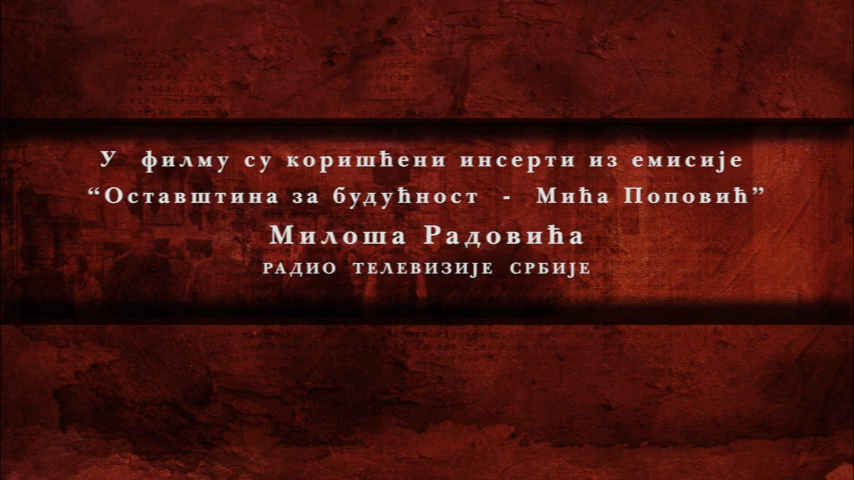 У филму су коришћени инсерти из емисије
“Оставштина за будућност - Мића Поповић”
Милоша Радовића
РАДИО ТЕЛЕВИЗИЈЕ СРБИЈЕ